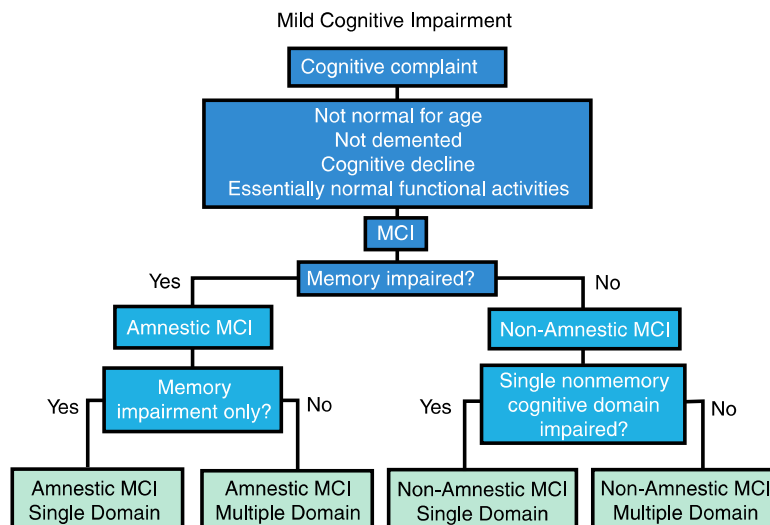 Mild Cognitive Impairment
Cognitive complaint
Not normal for age
Not demented
Cognitive decline
Essentially normal functional activities
MCI
Yes
Memory impaired?
No
Amnestic MCI
Non-Amnestic MCI
Yes
Memory
impairment only?
No
Yes
Single nonmemory
cognitive domain
impaired?
No
Amnestic MCI
Single Domain
Amnestic MCI
Multiple Domain
Non-Amnestic MCI
Single Domain
Non-Amnestic MCI
Multiple Domain